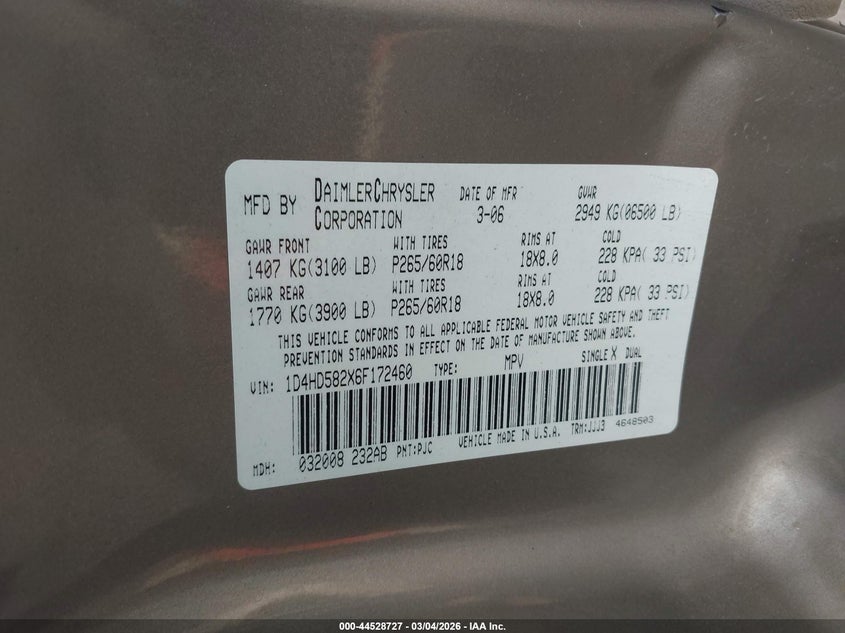 MFD BY DAIMLERCHRYSLER CORPORATION DATE OF MFR 3-06 GVWR 2949 KG(06500 LB)
GAWR FRONT WITH TIRES RIMS AT COLD
1407 KG(3100 LB) P265/60R18 18X8.0 228 KPA( 33 PSI)
GAWR REAR WITH TIRES RIMS AT COLD
1770 KG(3900 LB) P265/60R18 18X8.0 228 KPA( 33 PSI)
THIS VEHICLE CONFORMS TO ALL APPLICABLE FEDERAL MOTOR VEHICLE SAFETY AND THEFT
PREVENTION STANDARDS IN EFFECT ON THE DATE OF MANUFACTURE SHOWN ABOVE.
VIN: 1D4HD582X6F172460 TYPE: MPV SINGLE X DUAL
MDH: 032008 232AB PNT:PJC VEHICLE MADE IN U.S.A. TRM:JJJ3 4648503
000-44528727 - 03/04/2026 - IAA Inc.